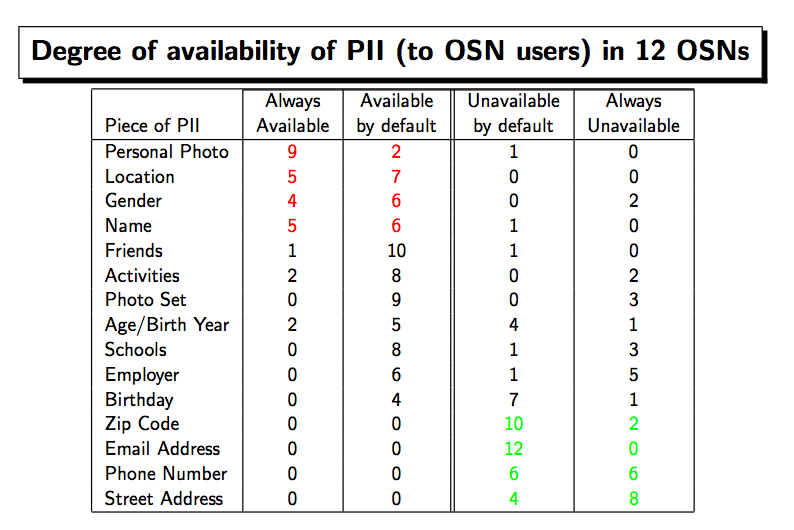 Degree of availability of PII (to OSN users) in 12 OSNs
Always Available Unavailable Always
Piece of PII Available by default by default Unavailable
Personal Photo 9 2 1 0
Location 5 7 0 0
Gender 4 6 0 2
Name 5 6 1 0
Friends 1 10 1 0
Activities 2 8 0 2
Photo Set 0 9 0 3
Age/Birth Year 2 5 4 1
Schools 0 8 1 3
Employer 0 6 1 5
Birthday 0 4 7 1
Zip Code 0 0 10 2
Email Address 0 0 12 0
Phone Number 0 0 6 6
Street Address 0 0 4 8